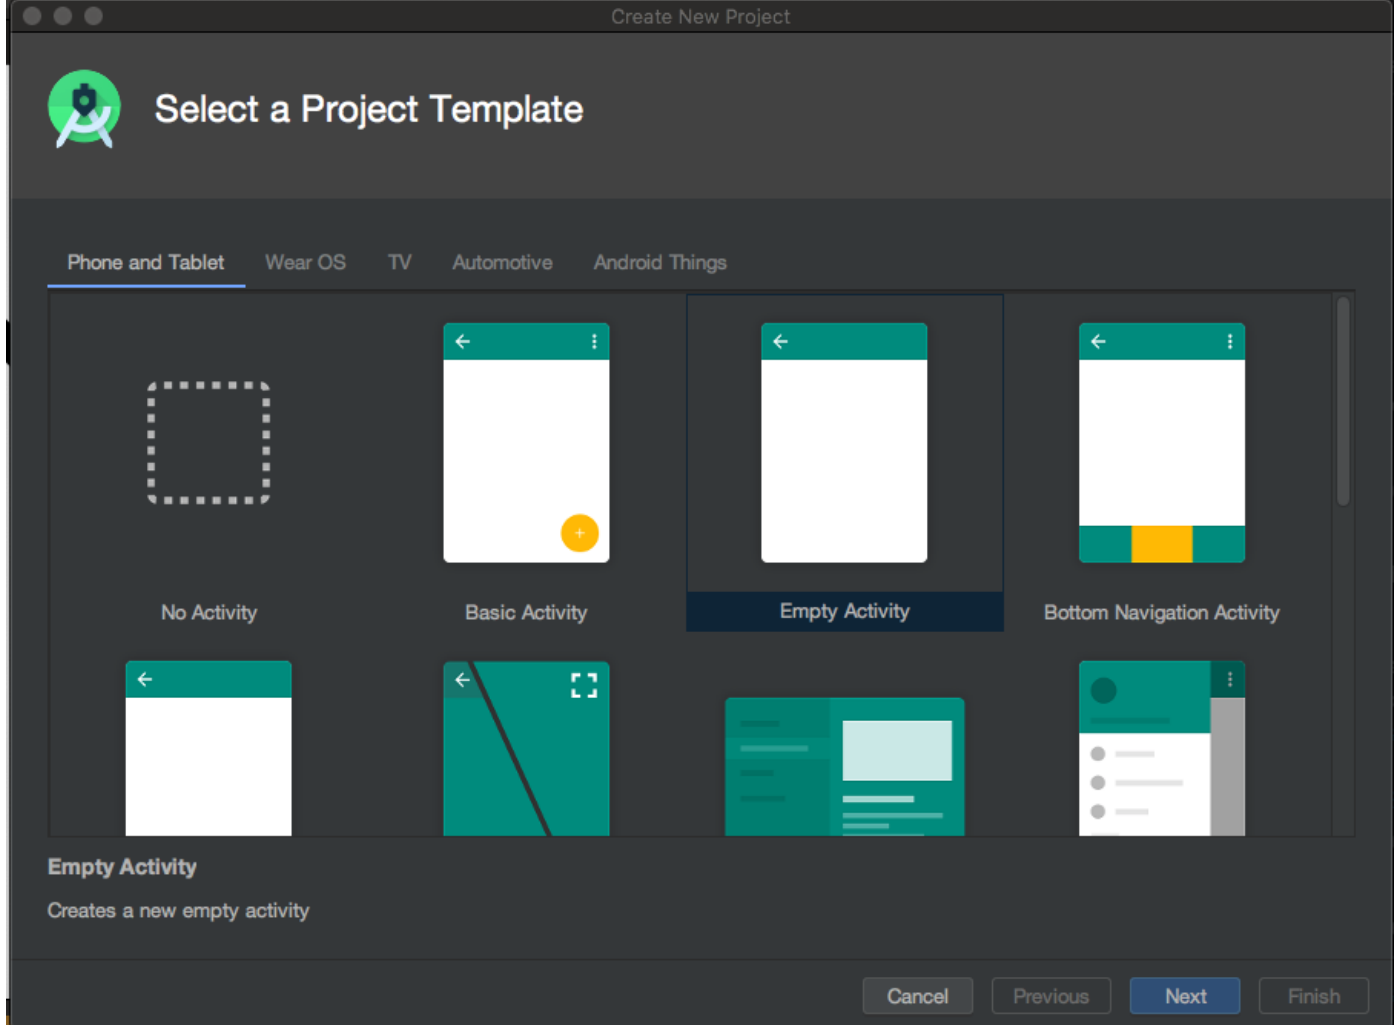 Create New Project
Select a Project Template
Phone and Tablet Wear OS TV Automotive Android Things
No Activity Basic Activity Empty Activity Bottom Navigation Activity
Empty Activity
Creates a new empty activity
Cancel Previous Next Finish